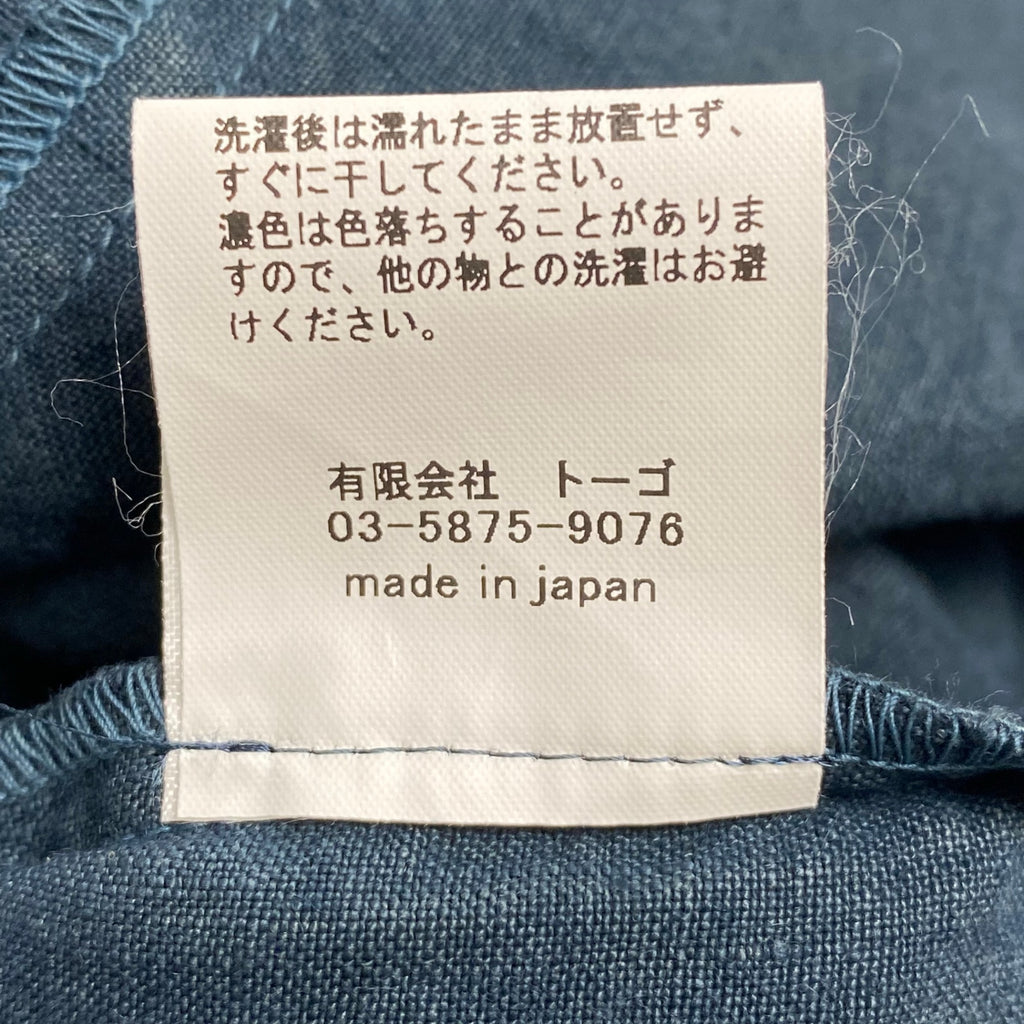 洗濯後は濡れたまま放置せず、
すぐに干してください。
濃色は色落ちすることがありま
すので、他の物との洗濯はお避
けください。
有限会社　トーゴ
03-5875-9076
made in japan